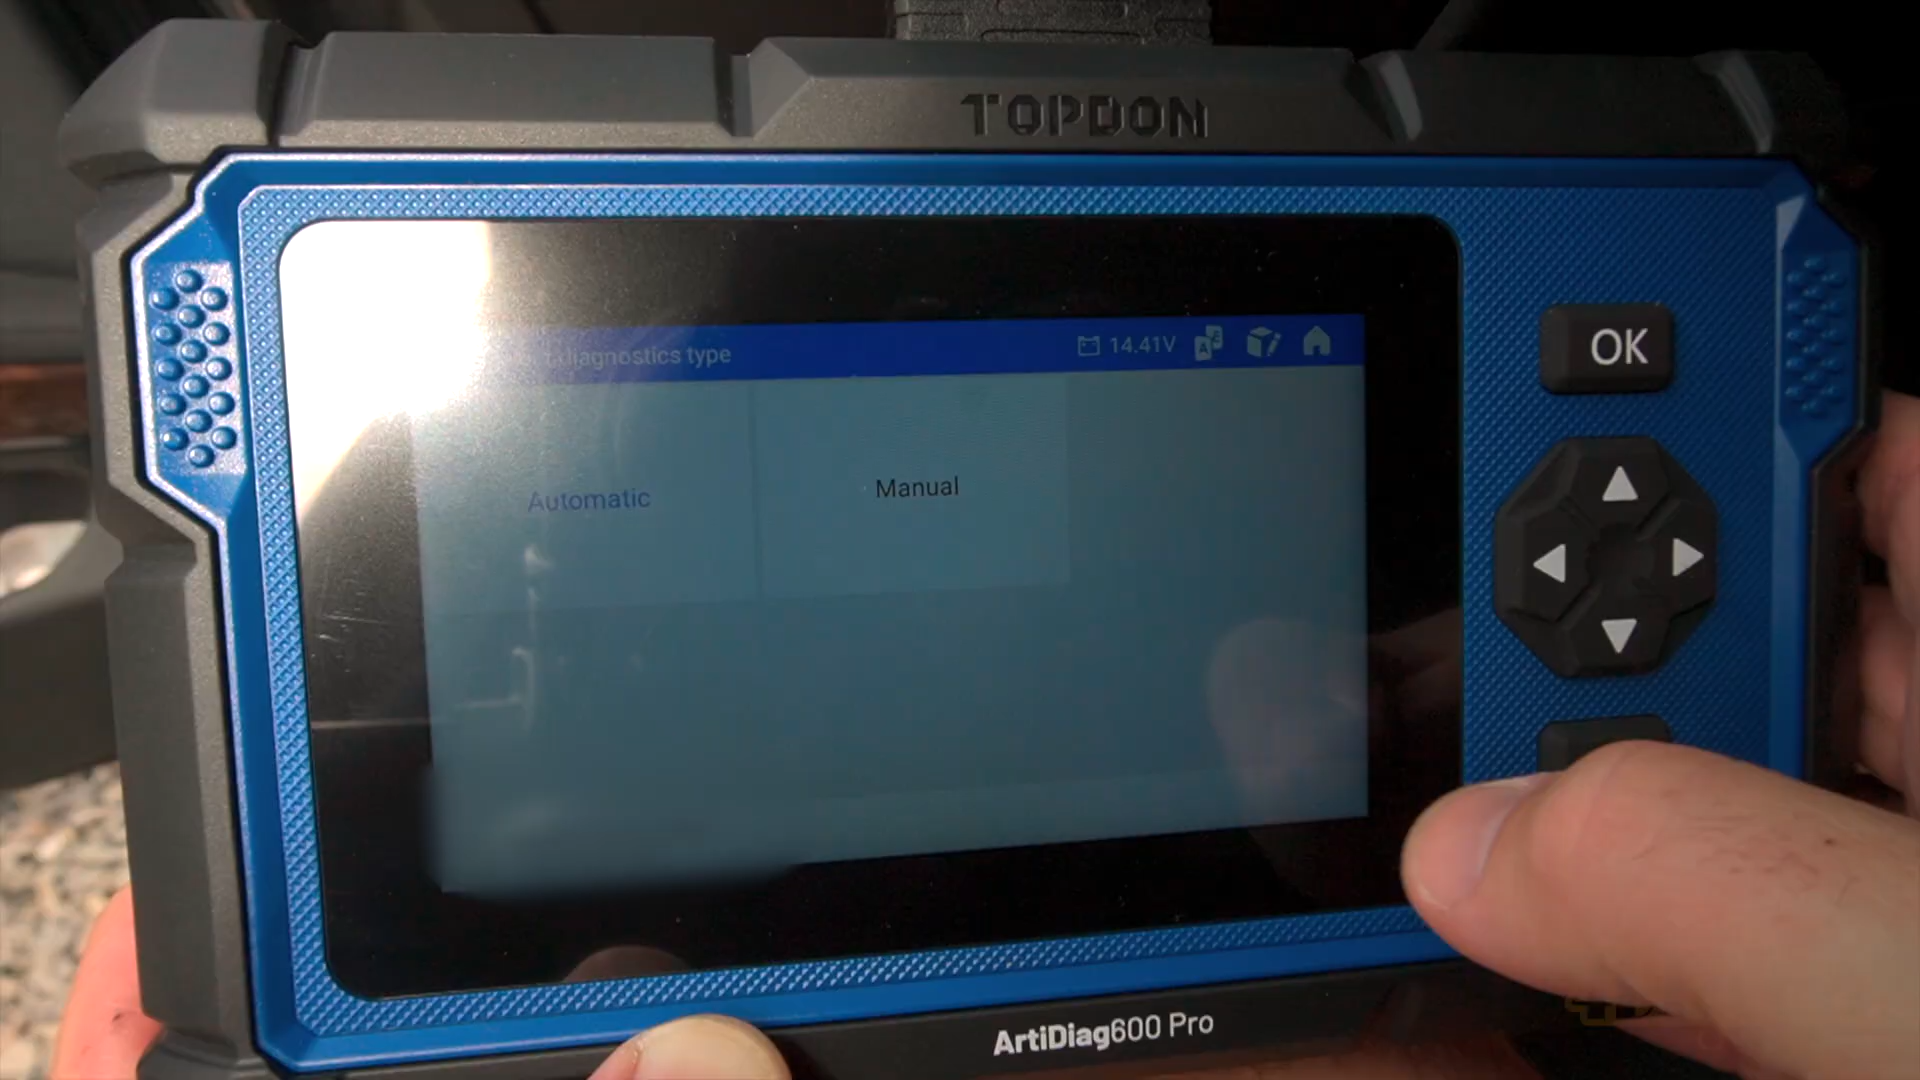 TOPDON
diagnostics type
14.41V
Automatic
Manual
OK
ArtiDiag600 Pro